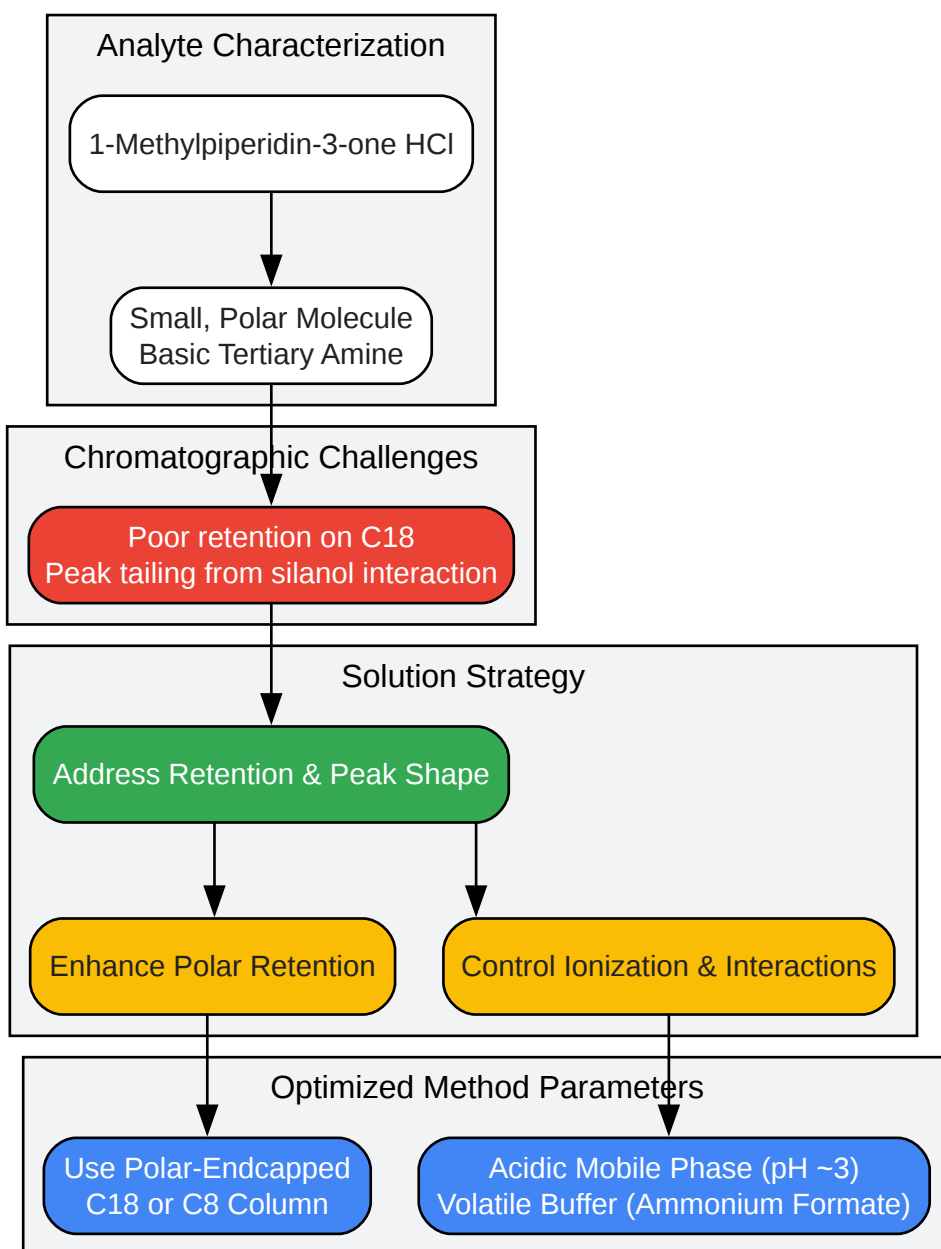 Analyte Characterization
1-Methylpiperidin-3-one HCl
Small, Polar Molecule
Basic Tertiary Amine
Chromatographic Challenges
Poor retention on C18
Peak tailing from silanol interaction
Solution Strategy
Address Retention & Peak Shape
Enhance Polar Retention
Control Ionization & Interactions
Optimized Method Parameters
Use Polar-Endcapped
C18 or C8 Column
Acidic Mobile Phase (pH ~3)
Volatile Buffer (Ammonium Formate)